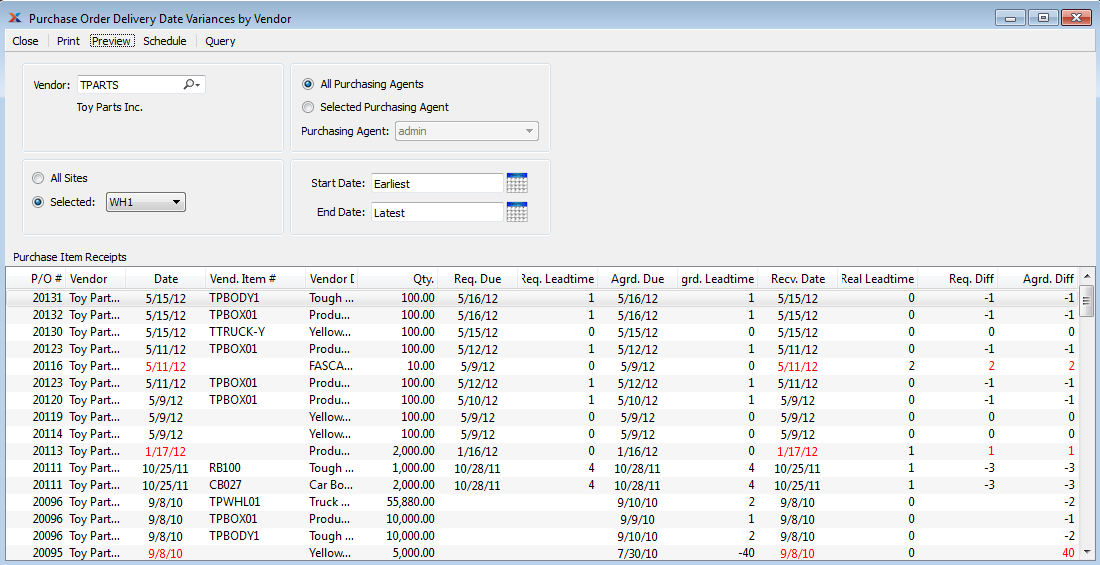 Purchase Order Delivery Date Variances by Vendor
Close Print Preview Schedule Query
Vendor: TPARTS
Toy Parts Inc.
All Purchasing Agents
Selected Purchasing Agent
Purchasing Agent: admin
All Sites
Selected: WH1
Start Date: Earliest
End Date: Latest
Purchase Item Receipts
P/O # Vendor Date Vend. Item # Vendor D Qty. Req. Due Req. Leadtime Agrd. Due grd. Leadtime Recv. Date Real Leadtime Req. Diff Agrd. Diff
20131 Toy Part... 5/15/12 TPBODY1 Tough ... 100.00 5/16/12 1 5/16/12 1 5/15/12 0 -1 -1
20132 Toy Part... 5/15/12 TPBOX01 Produ... 100.00 5/16/12 1 5/16/12 1 5/15/12 0 -1 -1
20130 Toy Part... 5/15/12 TTRUCK-Y Yellow... 100.00 5/15/12 0 5/15/12 0 5/15/12 0 0 0
20123 Toy Part... 5/11/12 TPBOX01 Produ... 100.00 5/12/12 1 5/12/12 1 5/11/12 0 -1 -1
20116 Toy Part... 5/11/12 FASCA... 10.00 5/9/12 0 5/9/12 0 5/11/12 2 2 2
20123 Toy Part... 5/11/12 TPBOX01 Produ... 100.00 5/12/12 1 5/12/12 1 5/11/12 0 -1 -1
20120 Toy Part... 5/9/12 TPBOX01 Produ... 100.00 5/10/12 1 5/10/12 1 5/9/12 0 -1 -1
20119 Toy Part... 5/9/12 Yellow... 100.00 5/9/12 0 5/9/12 0 5/9/12 0 0 0
20114 Toy Part... 5/9/12 Yellow... 100.00 5/9/12 0 5/9/12 0 5/9/12 0 0 0
20113 Toy Part... 1/17/12 Produ... 2,000.00 1/16/12 0 1/16/12 0 1/17/12 1 1 1
20111 Toy Part... 10/25/11 RB100 Tough ... 1,000.00 10/28/11 4 10/28/11 4 10/25/11 1 -3 -3
20111 Toy Part... 10/25/11 CB027 Car Bo... 2,000.00 10/28/11 4 10/28/11 4 10/25/11 1 -3 -3
20096 Toy Part... 9/8/10 TPWHL01 Truck ... 55,880.00 9/10/10 2 9/8/10 0 -2
20096 Toy Part... 9/8/10 TPBOX01 Produ... 10,000.00 9/9/10 1 9/8/10 0 -1
20096 Toy Part... 9/8/10 TPBODY1 Tough ... 10,000.00 9/10/10 2 9/8/10 0 -2
20095 Toy Part... 9/8/10 Yellow... 5,000.00 7/30/10 -40 9/8/10 0 40